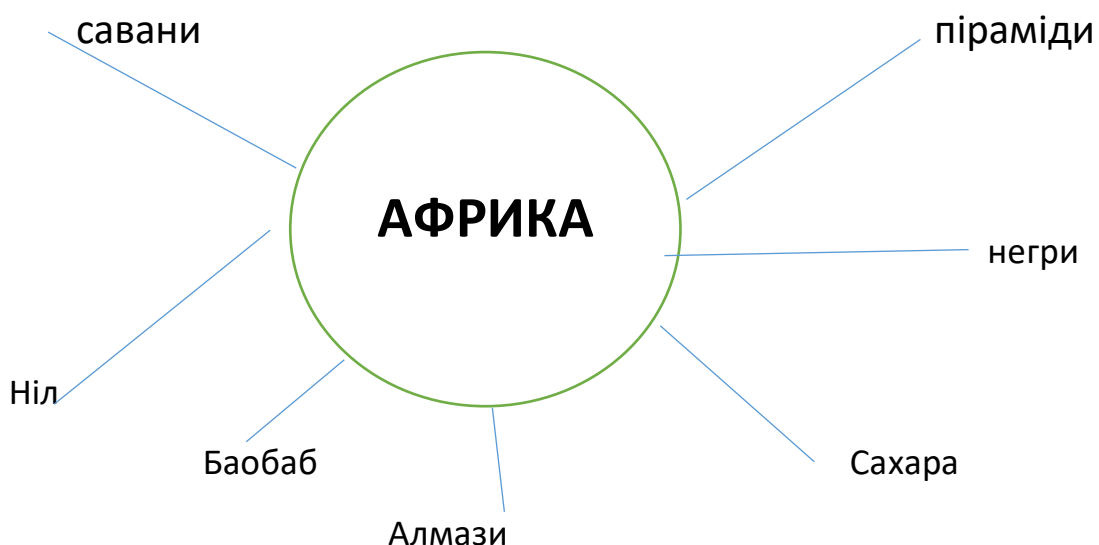 савани
піраміди
АФРИКА
негри
Ніл
Баобаб
Сахара
Алмази